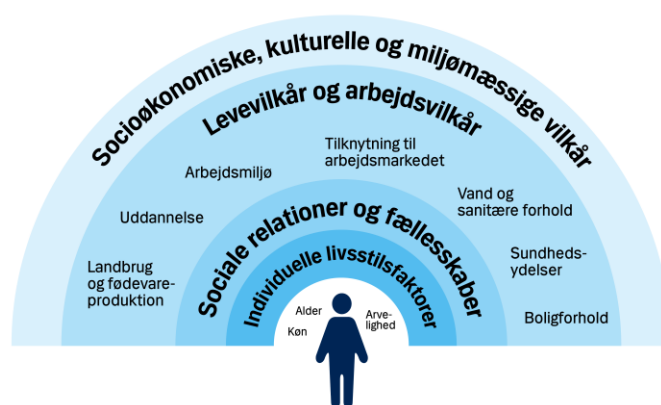 Socioøkonomiske, kulturelle og miljømæssige vilkår
Levevilkår og arbejdsvilkår
Landbrug
og fødevare-
produktion
Uddannelse
Arbejdsmiljø
Tilknytning til
arbejdsmarkedet
Vand og
sanitære forhold
Sundheds-
ydelser
Boligforhold
Sociale relationer og fællesskaber
Individuelle livsstilsfaktorer
Alder
Køn
Arve-
lighed